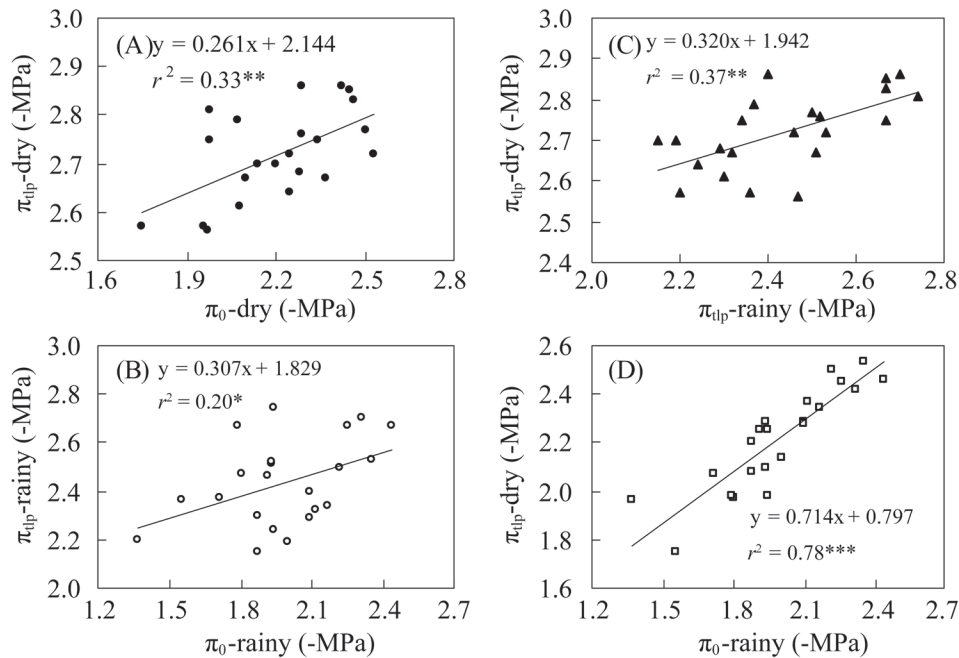 (A) y = 0.261x + 2.144
r² = 0.33**
3.0
2.9
2.8
2.7
2.6
2.5
1.6 1.9 2.2 2.5 2.8
πtlp-dry (-MPa)
π0-dry (-MPa)
(C) y = 0.320x + 1.942
r² = 0.37**
3.0
2.9
2.8
2.7
2.6
2.5
2.4
2.0 2.2 2.4 2.6 2.8
πtlp-dry (-MPa)
πtlp-rainy (-MPa)
(B) y = 0.307x + 1.829
r² = 0.20*
3.0
2.8
2.6
2.4
2.2
2.0
1.2 1.5 1.8 2.1 2.4 2.7
πtlp-rainy (-MPa)
π0-rainy (-MPa)
(D)
y = 0.714x + 0.797
r² = 0.78***
2.6
2.4
2.2
2.0
1.8
1.6
1.2 1.5 1.8 2.1 2.4 2.7
πtlp-dry (-MPa)
π0-rainy (-MPa)